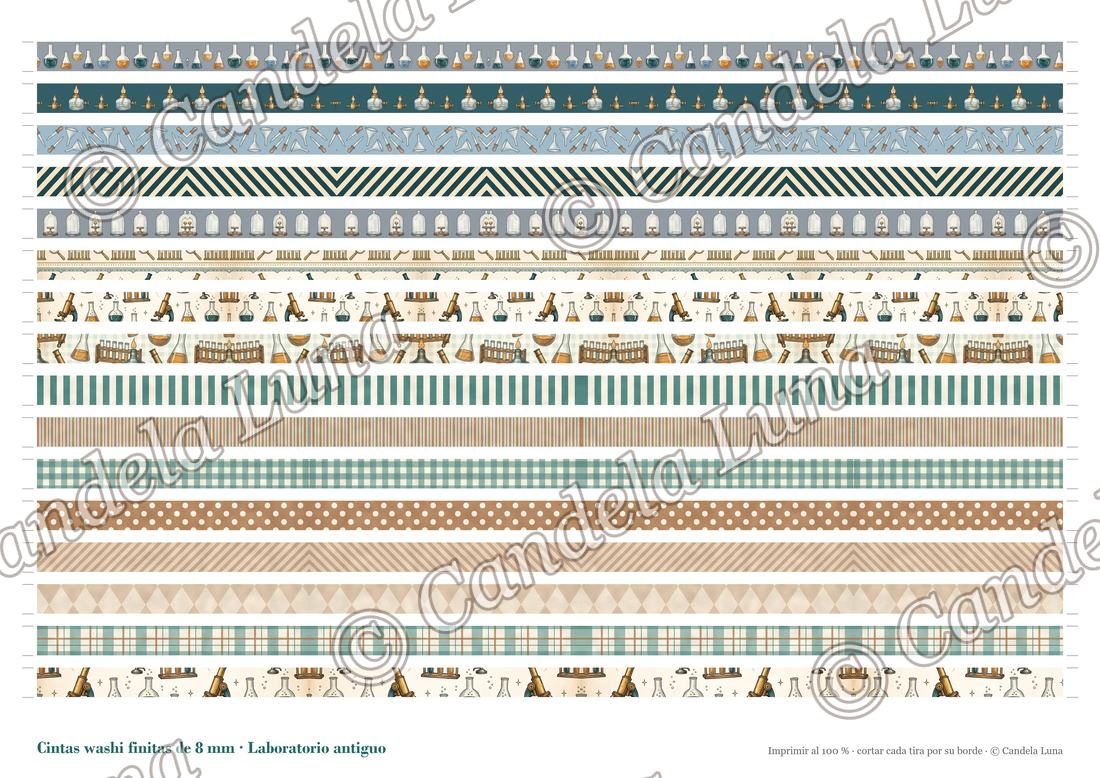 © Candela Luna
© Candela Luna
© Candela Luna
© Candela Luna
© Candela
Cintas washi finitas de 8 mm · Laboratorio antiguo
Imprimir al 100 % · cortar cada tira por su borde · © Candela Luna